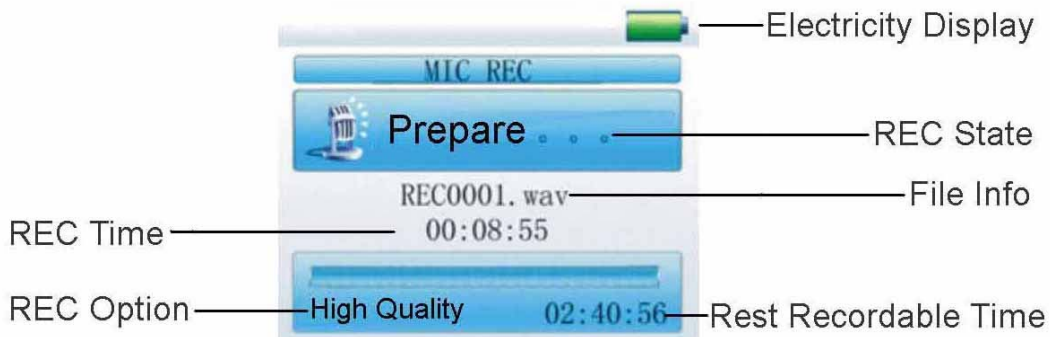 Electricity Display
MIC REC
Prepare . . .
REC State
REC0001.wav
File Info
REC Time
00:08:55
REC Option
High Quality
02:40:56
Rest Recordable Time